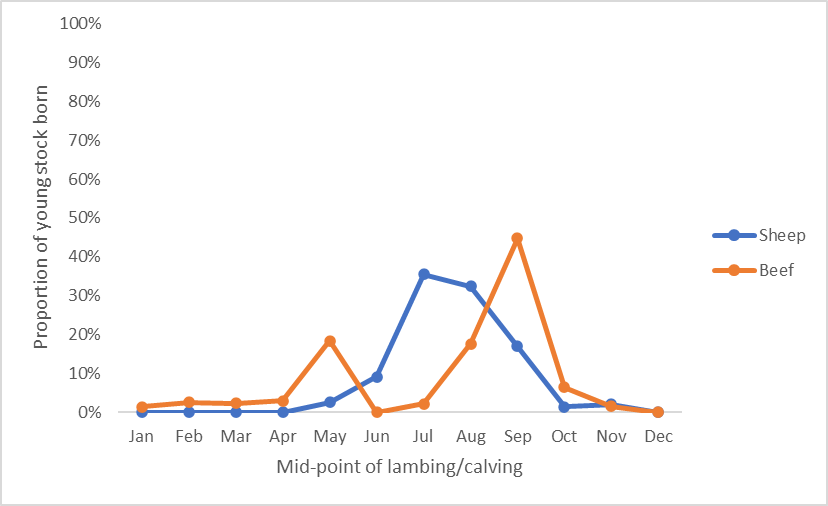 100%
90%
80%
70%
60%
50%
40%
30%
20%
10%
0%
Proportion of young stock born
Jan Feb Mar Apr May Jun Jul Aug Sep Oct Nov Dec
Mid-point of lambing/calving
Sheep
Beef